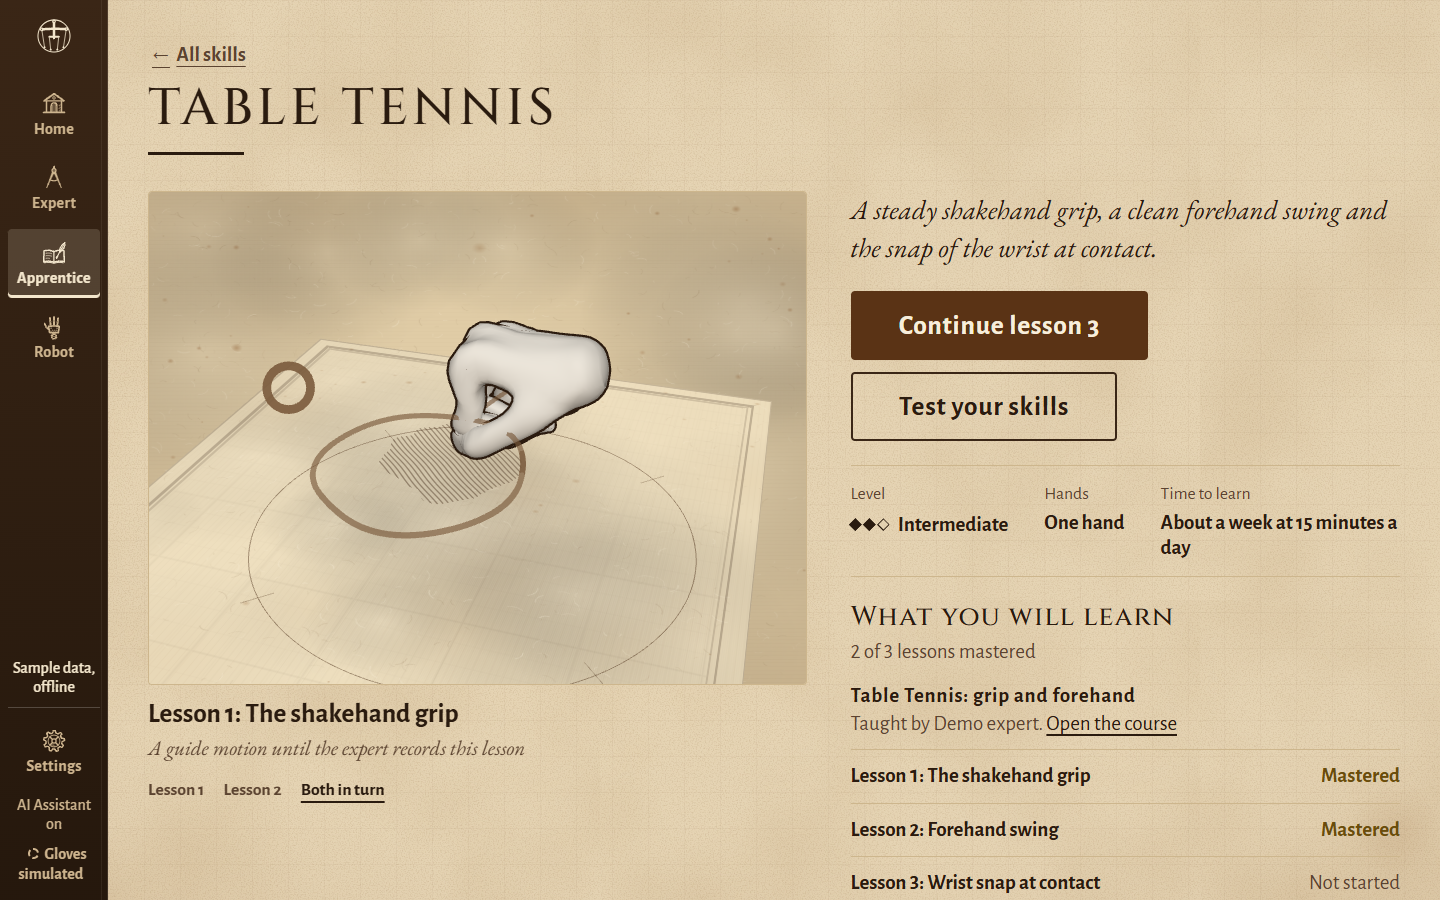 Home
Expert
Apprentice
Robot
Sample data,
offline
Settings
AI Assistant
on
Gloves
simulated
← All skills
TABLE TENNIS
Lesson 1: The shakehand grip
A guide motion until the expert records this lesson
Lesson 1 Lesson 2 Both in turn
A steady shakehand grip, a clean forehand swing and
the snap of the wrist at contact.
Continue lesson 3
Test your skills
Level Hands Time to learn
Intermediate One hand About a week at 15 minutes a
day
WHAT YOU WILL LEARN
2 of 3 lessons mastered
Table Tennis: grip and forehand
Taught by Demo expert. Open the course
Lesson 1: The shakehand grip Mastered
Lesson 2: Forehand swing Mastered
Lesson 3: Wrist snap at contact Not started